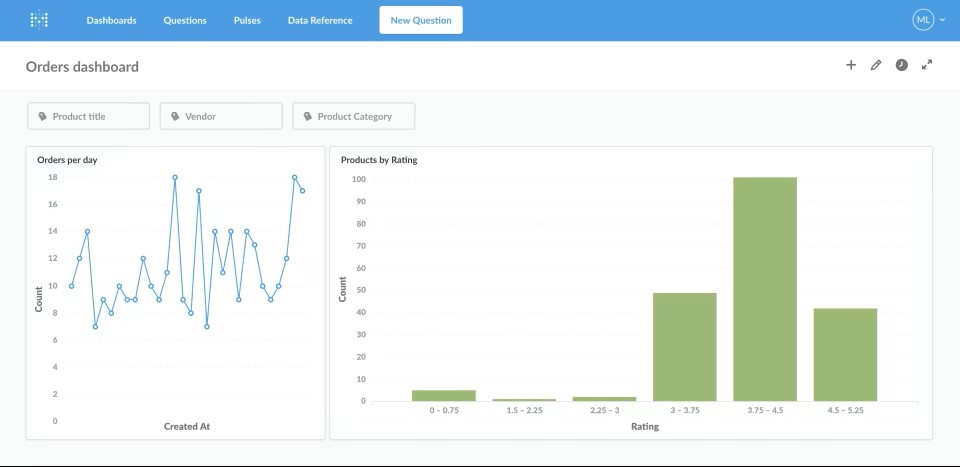 Dashboards Questions Pulses Data Reference New Question ML
Orders dashboard
Product title Vendor Product Category
Orders per day
18
16
14
12
10
8
6
4
2
0
Count
Created At
Products by Rating
100
90
80
70
60
50
40
30
20
10
0
Count
0 – 0.75 1.5 – 2.25 2.25 – 3 3 – 3.75 3.75 – 4.5 4.5 – 5.25
Rating